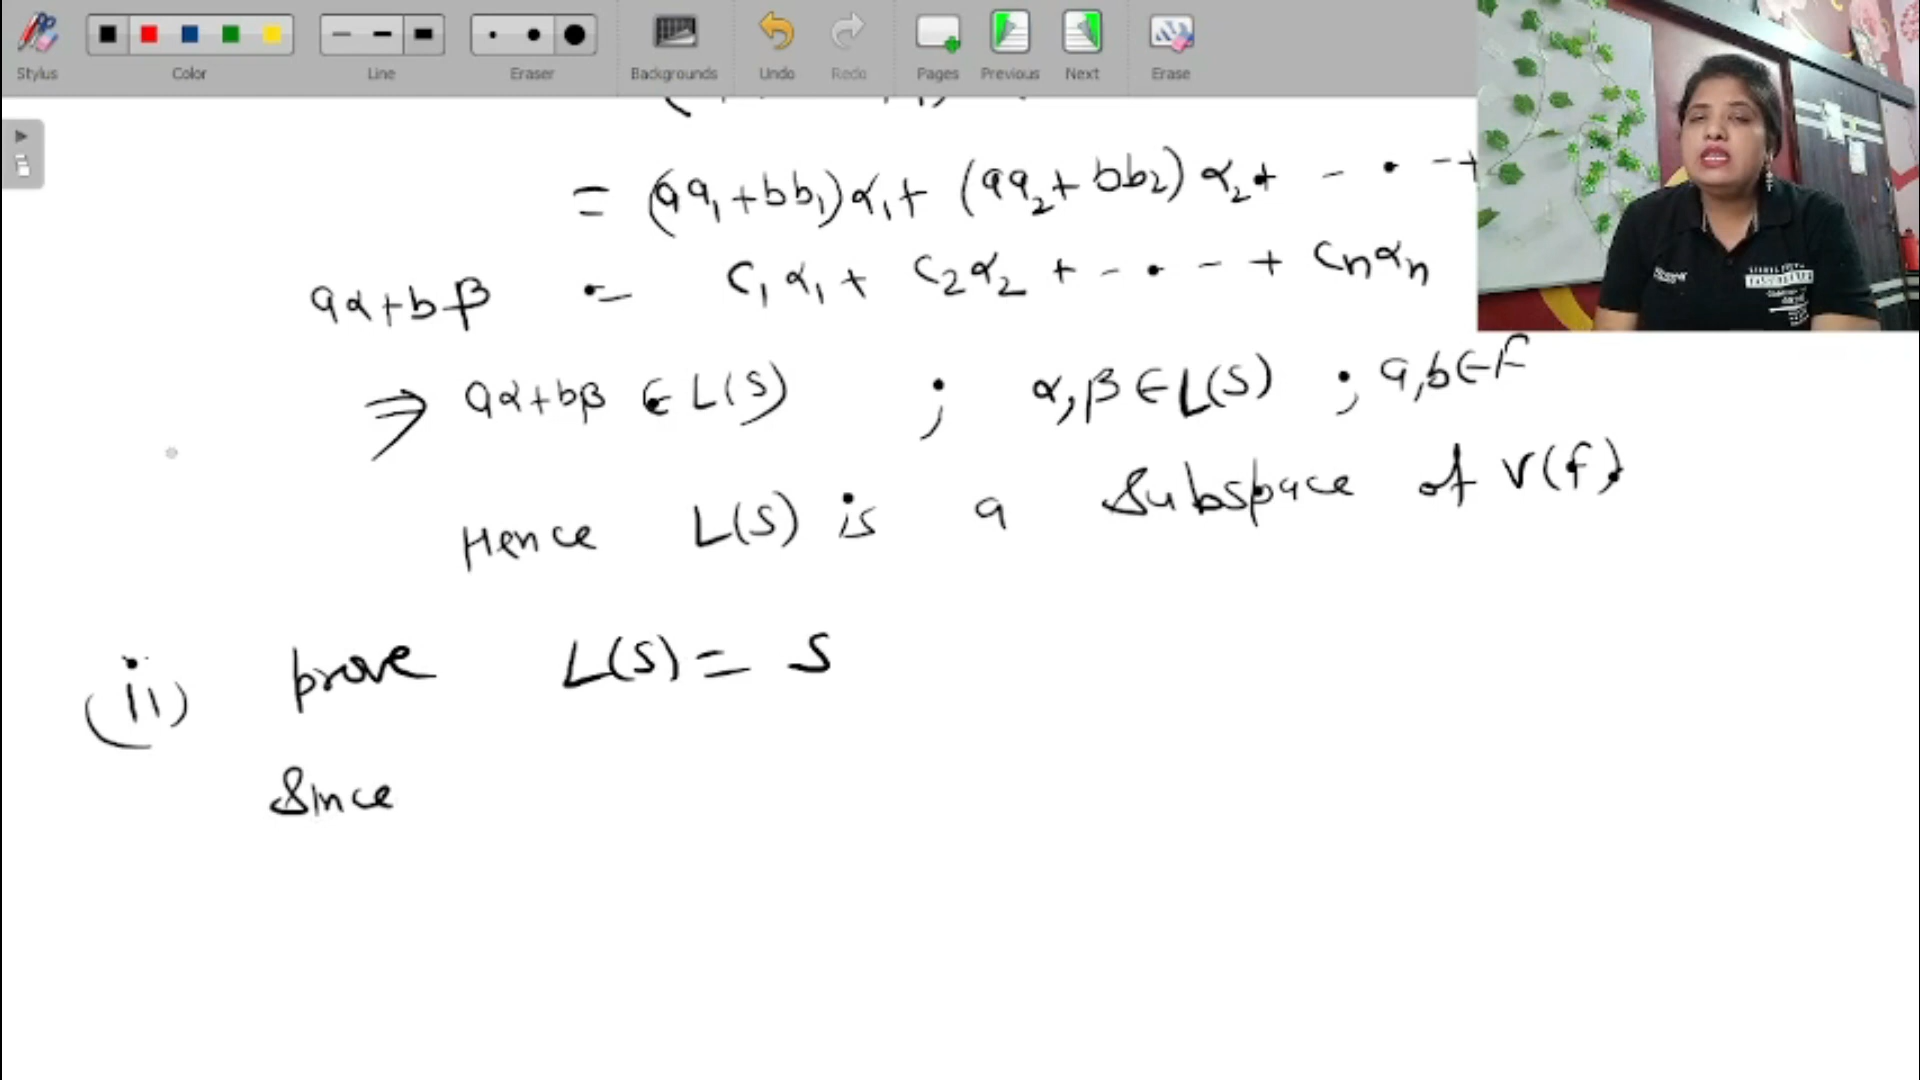 Stylus Color Line Eraser Backgrounds Undo Redo Pages Previous Next Erase
= (aa₁+bb₁)α₁+ (aa₂+bb₂) α₂+ - • - +
aα+bβ = C₁α₁+ C₂α₂ + - • - + Cnαn
⇒ aα+bβ ∈ L(S) ; α,β ∈ L(S) ; a,b ∈ F
Hence L(S) is a Subspace of V(F)
(ii) prove L(S) = S
Since